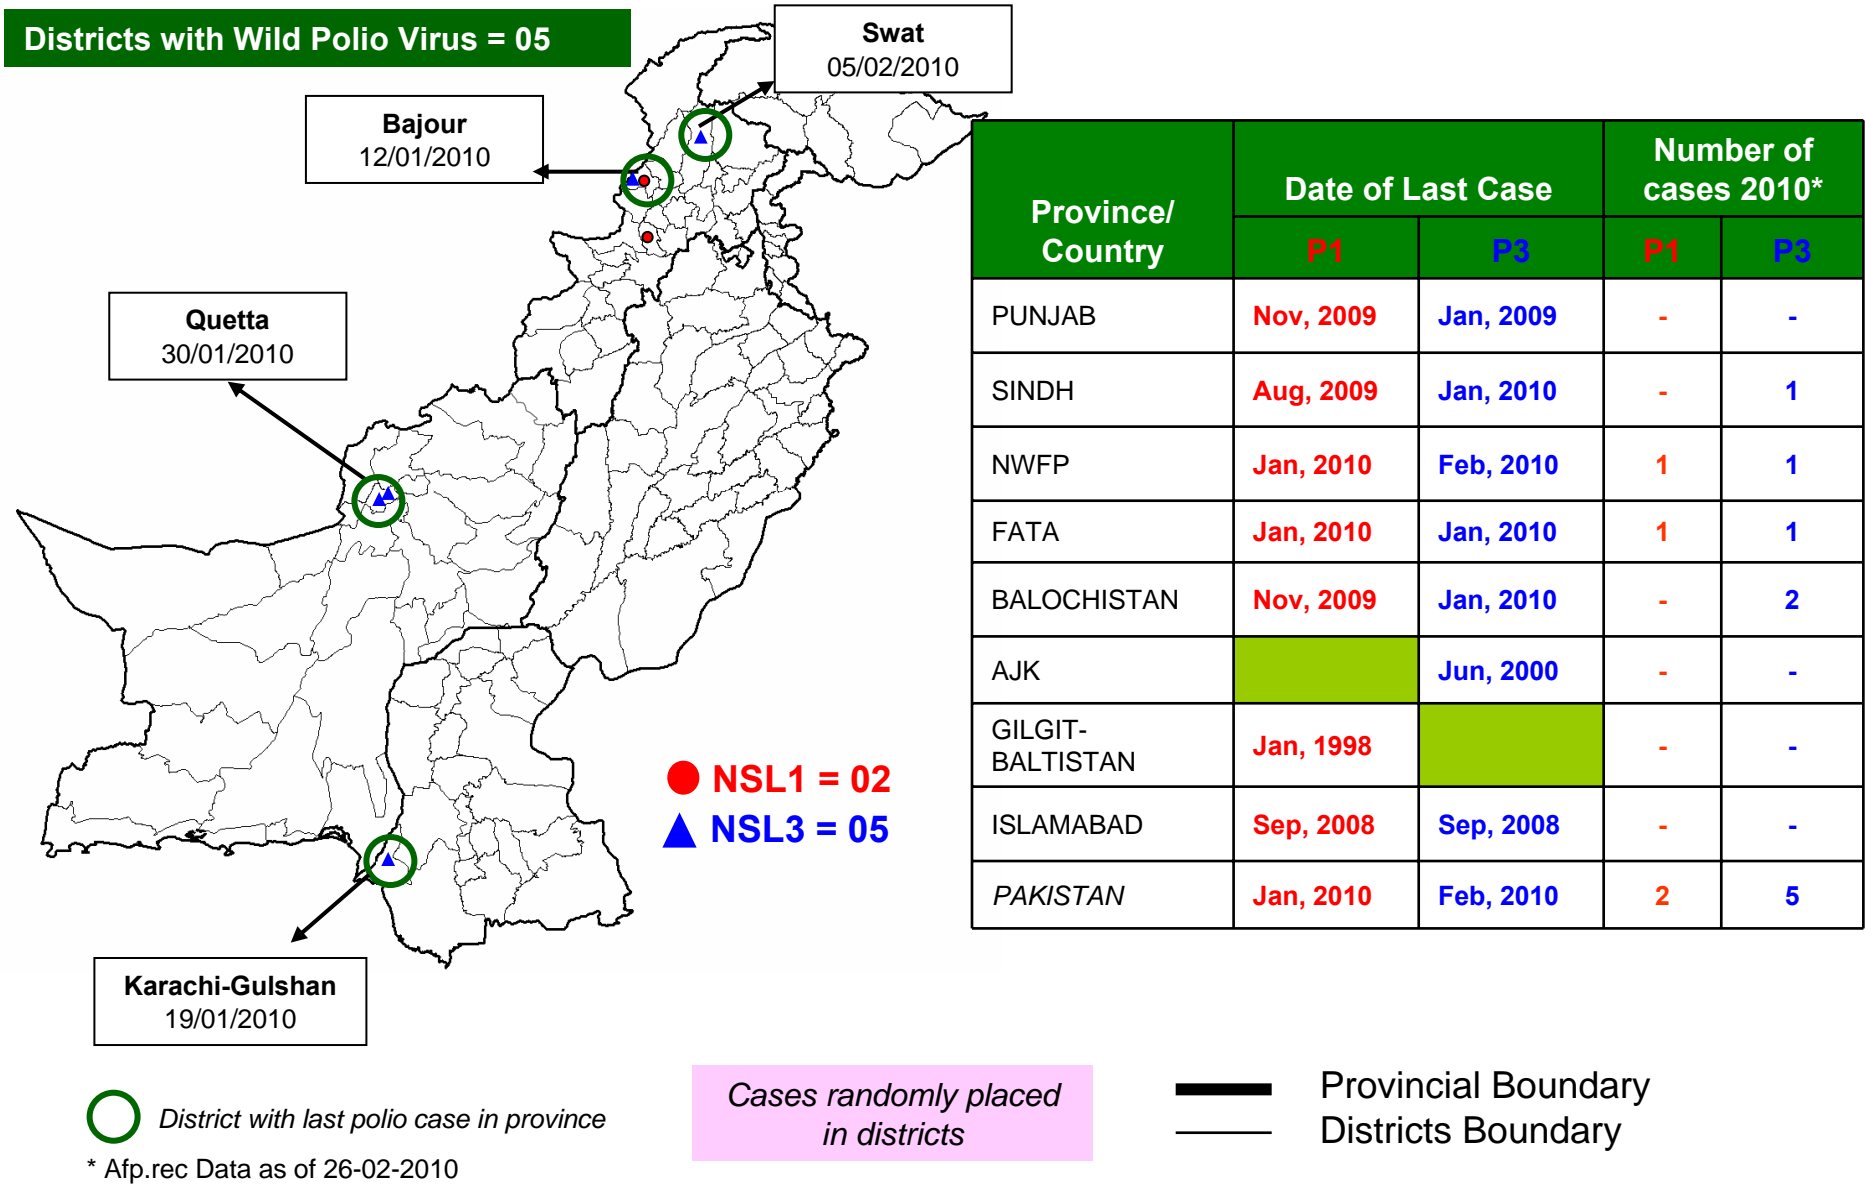 Districts with Wild Polio Virus = 05
Swat
05/02/2010
Bajour
12/01/2010
Quetta
30/01/2010
Karachi-Gulshan
19/01/2010
NSL1 = 02
NSL3 = 05
Province/
Country
Date of Last Case
Number of
cases 2010*
P1 P3 P1 P3
PUNJAB Nov, 2009 Jan, 2009 - -
SINDH Aug, 2009 Jan, 2010 - 1
NWFP Jan, 2010 Feb, 2010 1 1
FATA Jan, 2010 Jan, 2010 1 1
BALOCHISTAN Nov, 2009 Jan, 2010 - 2
AJK Jun, 2000 - -
GILGIT-
BALTISTAN Jan, 1998 - -
ISLAMABAD Sep, 2008 Sep, 2008 - -
PAKISTAN Jan, 2010 Feb, 2010 2 5
District with last polio case in province
* Afp.rec Data as of 26-02-2010
Cases randomly placed
in districts
Provincial Boundary
Districts Boundary